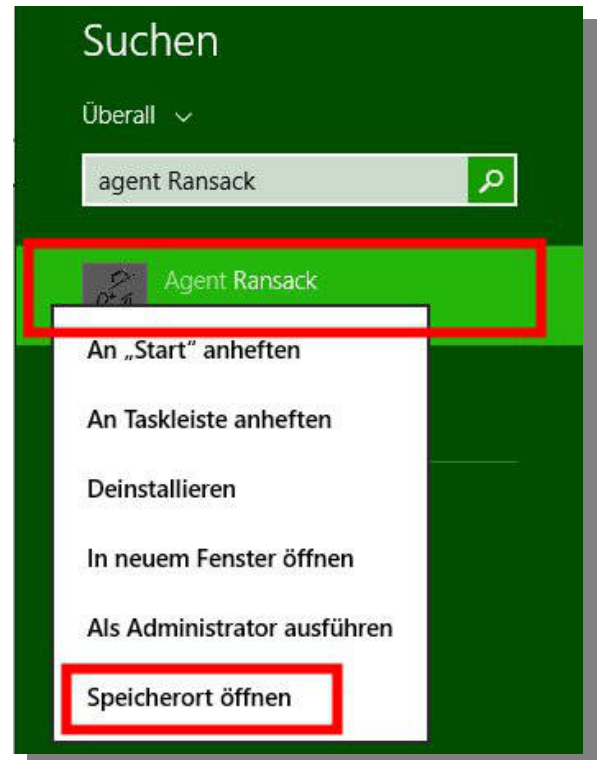 Suchen
Überall
agent Ransack
Agent Ransack
An „Start" anheften
An Taskleiste anheften
Deinstallieren
In neuem Fenster öffnen
Als Administrator ausführen
Speicherort öffnen